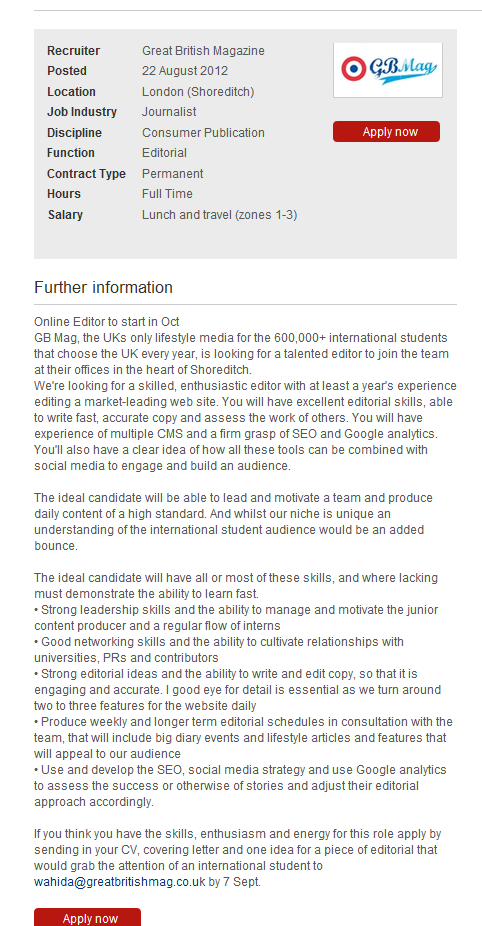 Recruiter Great British Magazine
Posted 22 August 2012
Location London (Shoreditch)
Job Industry Journalist
Discipline Consumer Publication
Function Editorial
Contract Type Permanent
Hours Full Time
Salary Lunch and travel (zones 1-3)
GBMag
Apply now
Further information
Online Editor to start in Oct
GB Mag, the UKs only lifestyle media for the 600,000+ international students
that choose the UK every year, is looking for a talented editor to join the team
at their offices in the heart of Shoreditch.
We're looking for a skilled, enthusiastic editor with at least a year's experience
editing a market-leading web site. You will have excellent editorial skills, able
to write fast, accurate copy and assess the work of others. You will have
experience of multiple CMS and a firm grasp of SEO and Google analytics.
You'll also have a clear idea of how all these tools can be combined with
social media to engage and build an audience.
The ideal candidate will be able to lead and motivate a team and produce
daily content of a high standard. And whilst our niche is unique an
understanding of the international student audience would be an added
bounce.
The ideal candidate will have all or most of these skills, and where lacking
must demonstrate the ability to learn fast.
• Strong leadership skills and the ability to manage and motivate the junior
content producer and a regular flow of interns
• Good networking skills and the ability to cultivate relationships with
universities, PRs and contributors
• Strong editorial ideas and the ability to write and edit copy, so that it is
engaging and accurate. I good eye for detail is essential as we turn around
two to three features for the website daily
• Produce weekly and longer term editorial schedules in consultation with the
team, that will include big diary events and lifestyle articles and features that
will appeal to our audience
• Use and develop the SEO, social media strategy and use Google analytics
to assess the success or otherwise of stories and adjust their editorial
approach accordingly.
If you think you have the skills, enthusiasm and energy for this role apply by
sending in your CV, covering letter and one idea for a piece of editorial that
would grab the attention of an international student to
wahida@greatbritishmag.co.uk by 7 Sept.
Apply now